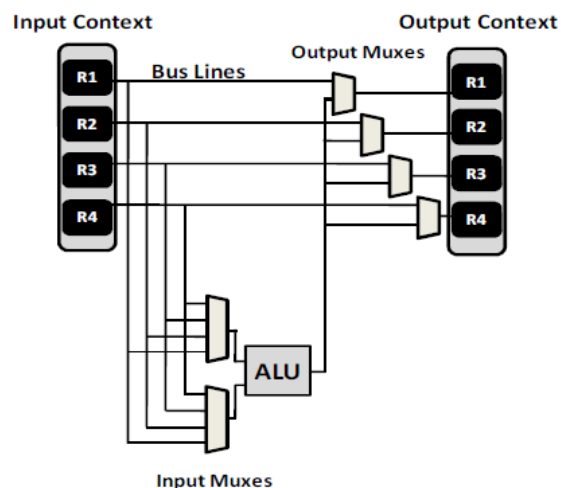 Input Context
Output Context
Output Muxes
Bus Lines
R1
R2
R3
R4
R1
R2
R3
R4
ALU
Input Muxes